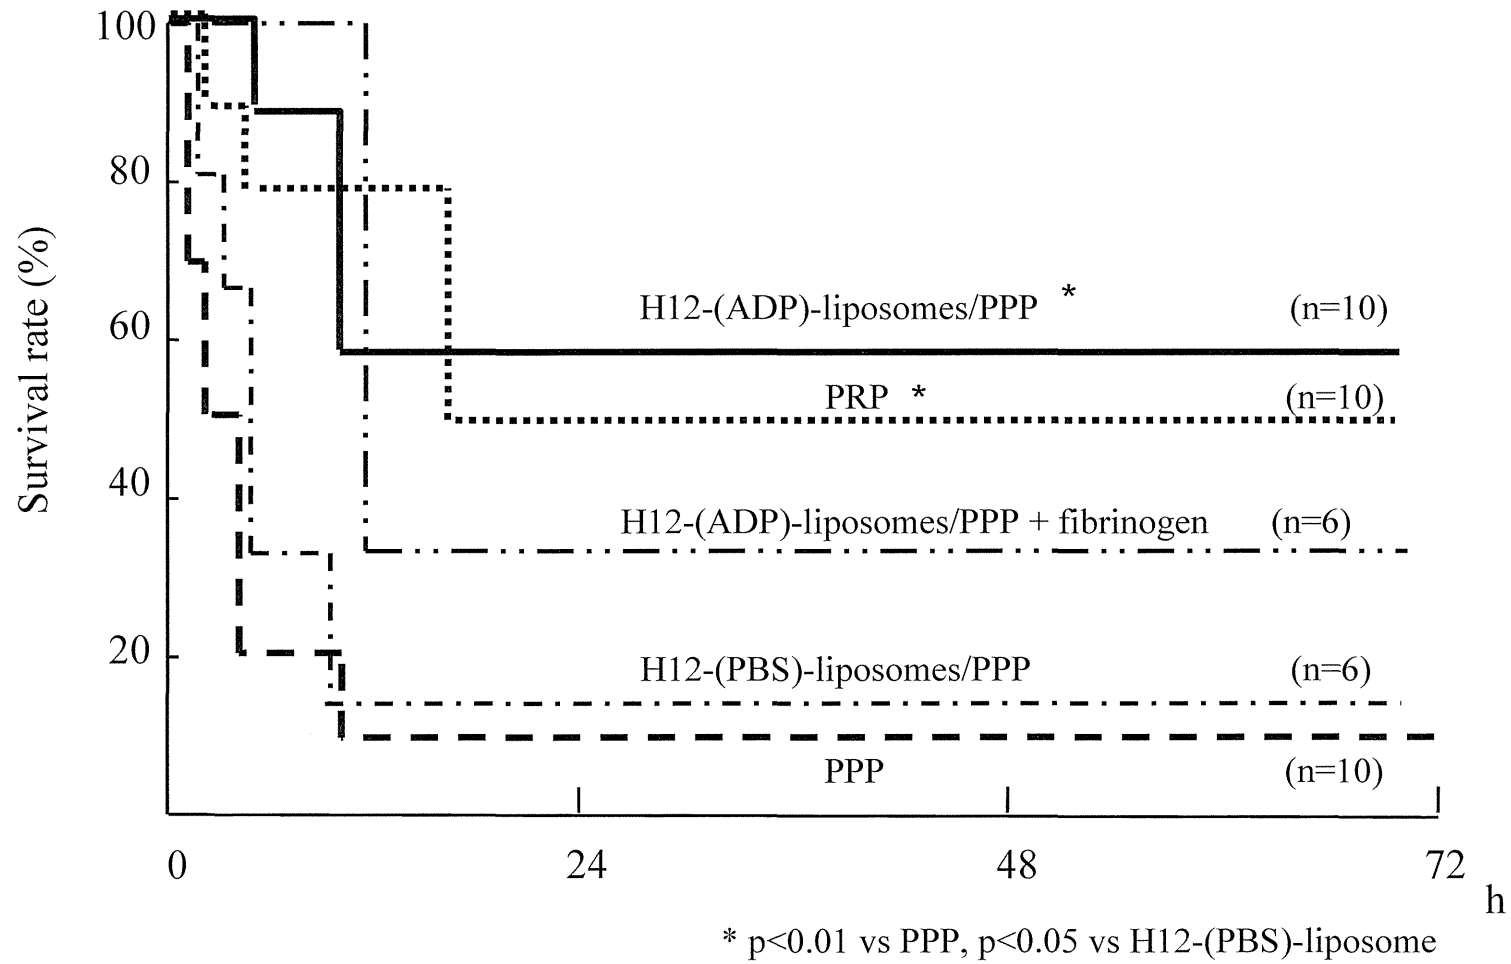 100
80
60
40
20
Survival rate (%)
H12-(ADP)-liposomes/PPP * (n=10)
PRP * (n=10)
H12-(ADP)-liposomes/PPP + fibrinogen (n=6)
H12-(PBS)-liposomes/PPP (n=6)
PPP (n=10)
0 24 48 72
h
* p<0.01 vs PPP, p<0.05 vs H12-(PBS)-liposome